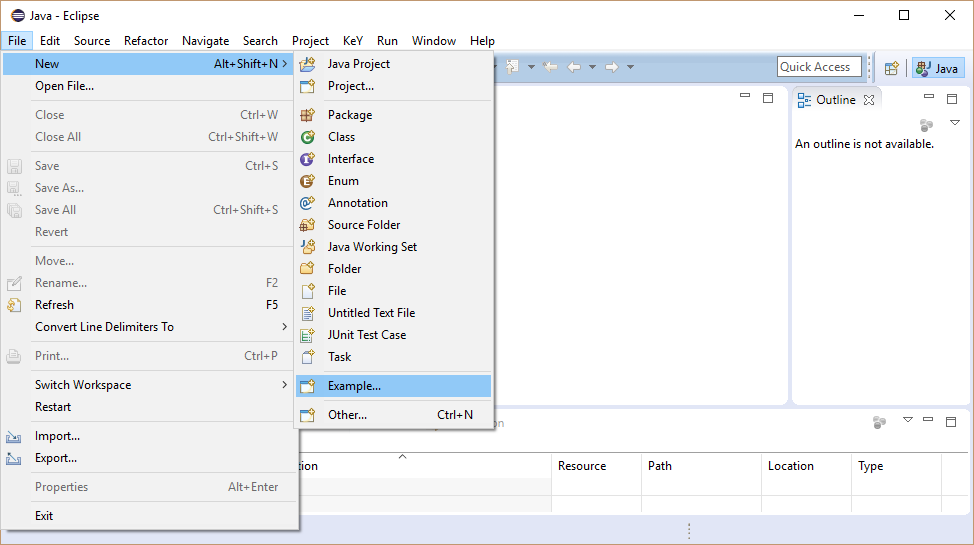 Java - Eclipse
File Edit Source Refactor Navigate Search Project KeY Run Window Help
New Alt+Shift+N
Open File...
Close Ctrl+W
Close All Ctrl+Shift+W
Save Ctrl+S
Save As...
Save All Ctrl+Shift+S
Revert
Move...
Rename... F2
Refresh F5
Convert Line Delimiters To
Print... Ctrl+P
Switch Workspace
Restart
Import...
Export...
Properties Alt+Enter
Exit
Java Project
Project...
Package
Class
Interface
Enum
Annotation
Source Folder
Java Working Set
Folder
File
Untitled Text File
JUnit Test Case
Task
Example...
Other... Ctrl+N
Quick Access Java
Outline
An outline is not available.
Resource Path Location Type